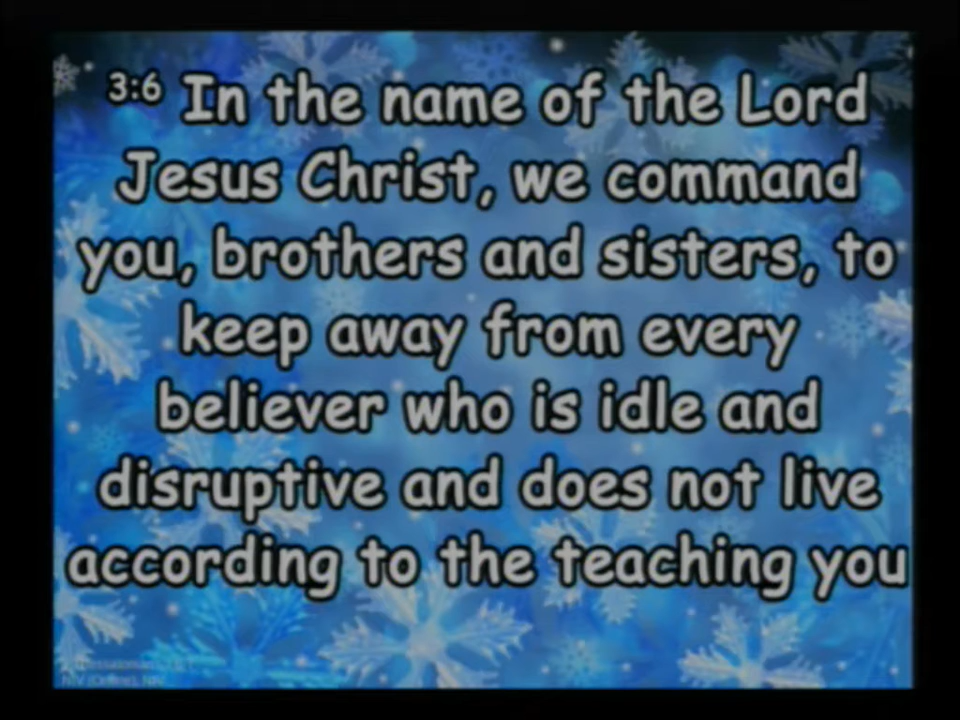 3:6 In the name of the Lord
Jesus Christ, we command
you, brothers and sisters, to
keep away from every
believer who is idle and
disruptive and does not live
according to the teaching you
NIV